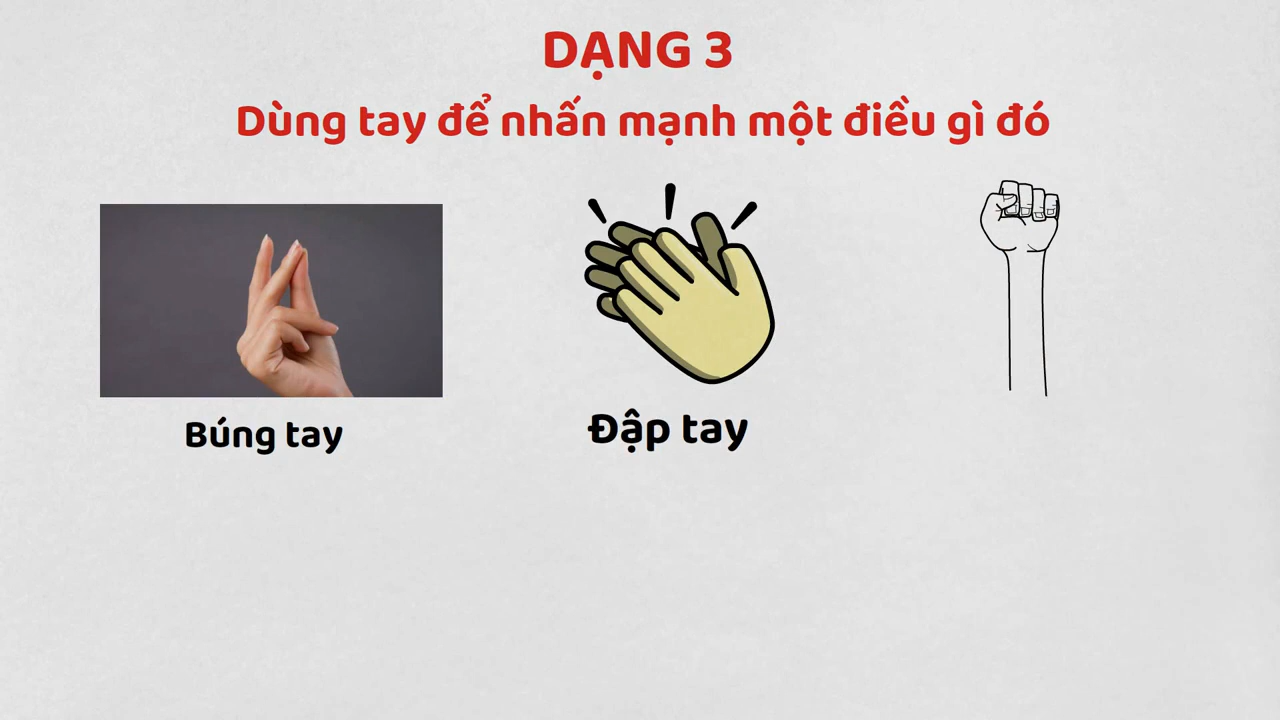 DẠNG 3
Dùng tay để nhấn mạnh một điều gì đó
Búng tay
Đập tay